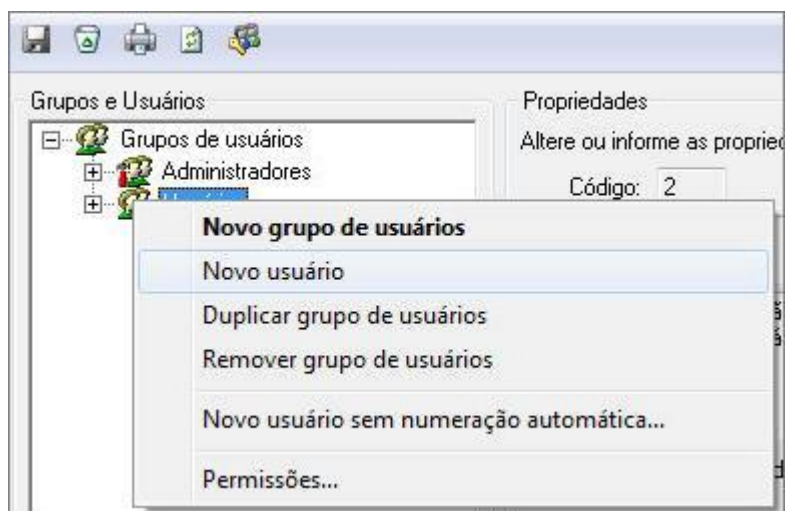 Grupos e Usuários
Propriedades
Grupos de usuários
Altere ou informe as
Administradores
Código: 2
Novo grupo de usuários
Novo usuário
Duplicar grupo de usuários
Remover grupo de usuários
Novo usuário sem numeração automática...
Permissões...